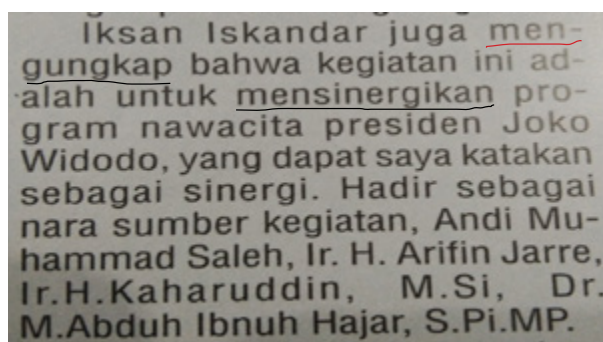 Iksan Iskandar juga men-
gungkap bahwa kegiatan ini ad-
alah untuk mensinergikan pro-
gram nawacita presiden Joko
Widodo, yang dapat saya katakan
sebagai sinergi. Hadir sebagai
nara sumber kegiatan, Andi Mu-
hammad Saleh, Ir. H. Arifin Jarre,
Ir.H.Kaharuddin, M.Si, Dr.
M.Abduh Ibnuh Hajar, S.Pi.MP.